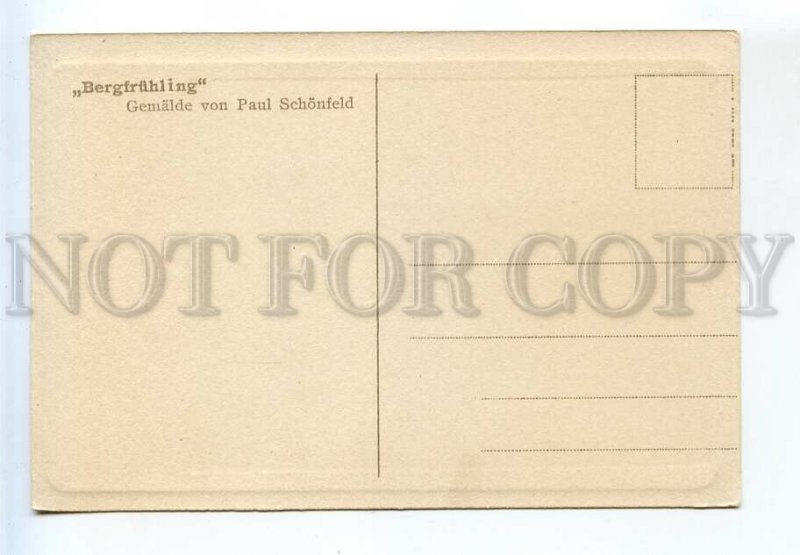 „Bergfrühling“
Gemälde von Paul Schönfeld
NOT FOR COPY